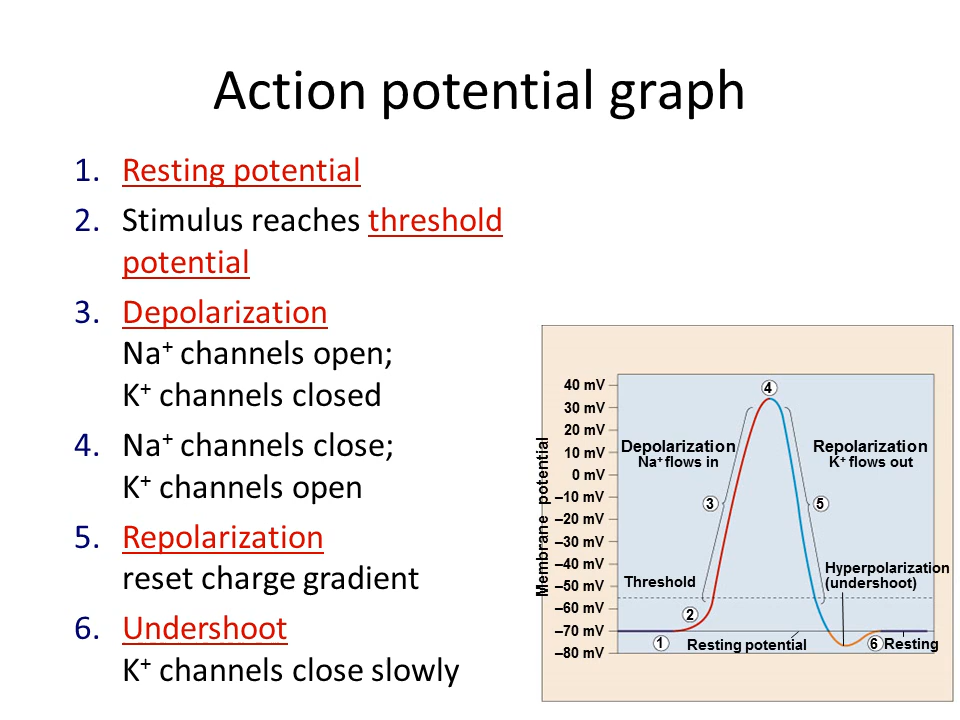 Action potential graph
1. Resting potential
2. Stimulus reaches threshold
potential
3. Depolarization
Na⁺ channels open;
K⁺ channels closed
4. Na⁺ channels close;
K⁺ channels open
5. Repolarization
reset charge gradient
6. Undershoot
K⁺ channels close slowly
Membrane potential
40 mV
30 mV
20 mV
10 mV
0 mV
–10 mV
–20 mV
–30 mV
–40 mV
–50 mV
–60 mV
–70 mV
–80 mV
4
Depolarization
Na⁺ flows in
Repolarization
K⁺ flows out
3
5
Threshold
Hyperpolarization
(undershoot)
2
1
Resting potential
6
Resting